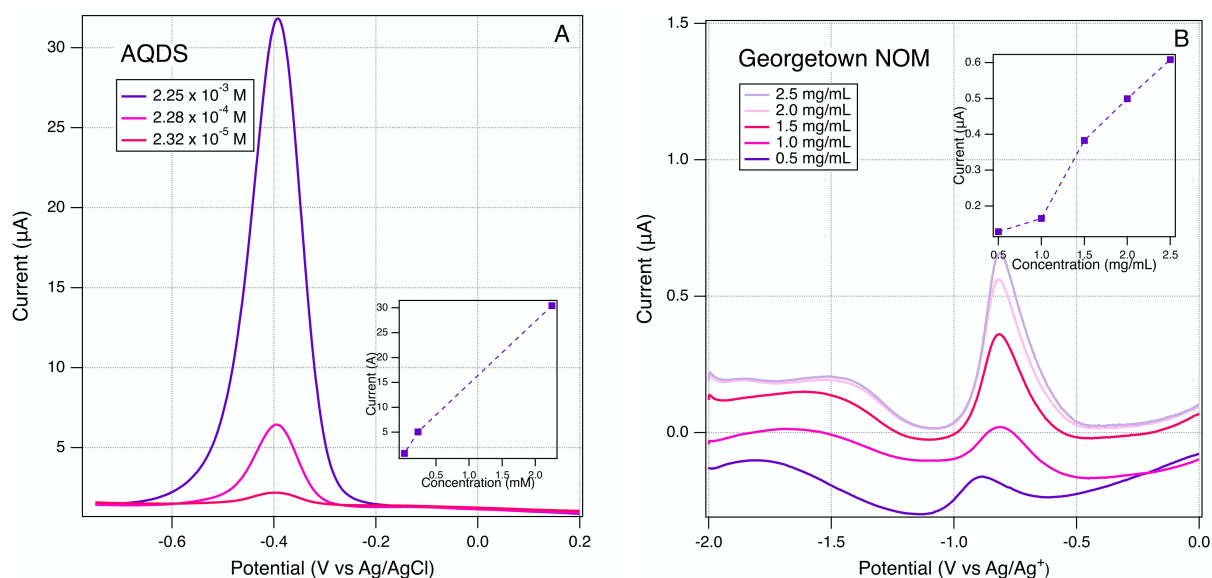 A
AQDS
2.25 x 10⁻³ M
2.28 x 10⁻⁴ M
2.32 x 10⁻⁵ M
30
25
20
15
10
5
Current (µA)
-0.6
-0.4
-0.2
0.0
0.2
Potential (V vs Ag/AgCl)
30
25
20
15
10
5
Current (A)
0.5
1.0
1.5
2.0
Concentration (mM)
B
Georgetown NOM
2.5 mg/mL
2.0 mg/mL
1.5 mg/mL
1.0 mg/mL
0.5 mg/mL
1.5
1.0
0.5
0.0
Current (µA)
-2.0
-1.5
-1.0
-0.5
0.0
Potential (V vs Ag/Ag⁺)
0.6
0.5
0.4
0.3
0.2
Current (µA)
0.5
1.0
1.5
2.0
2.5
Concentration (mg/mL)